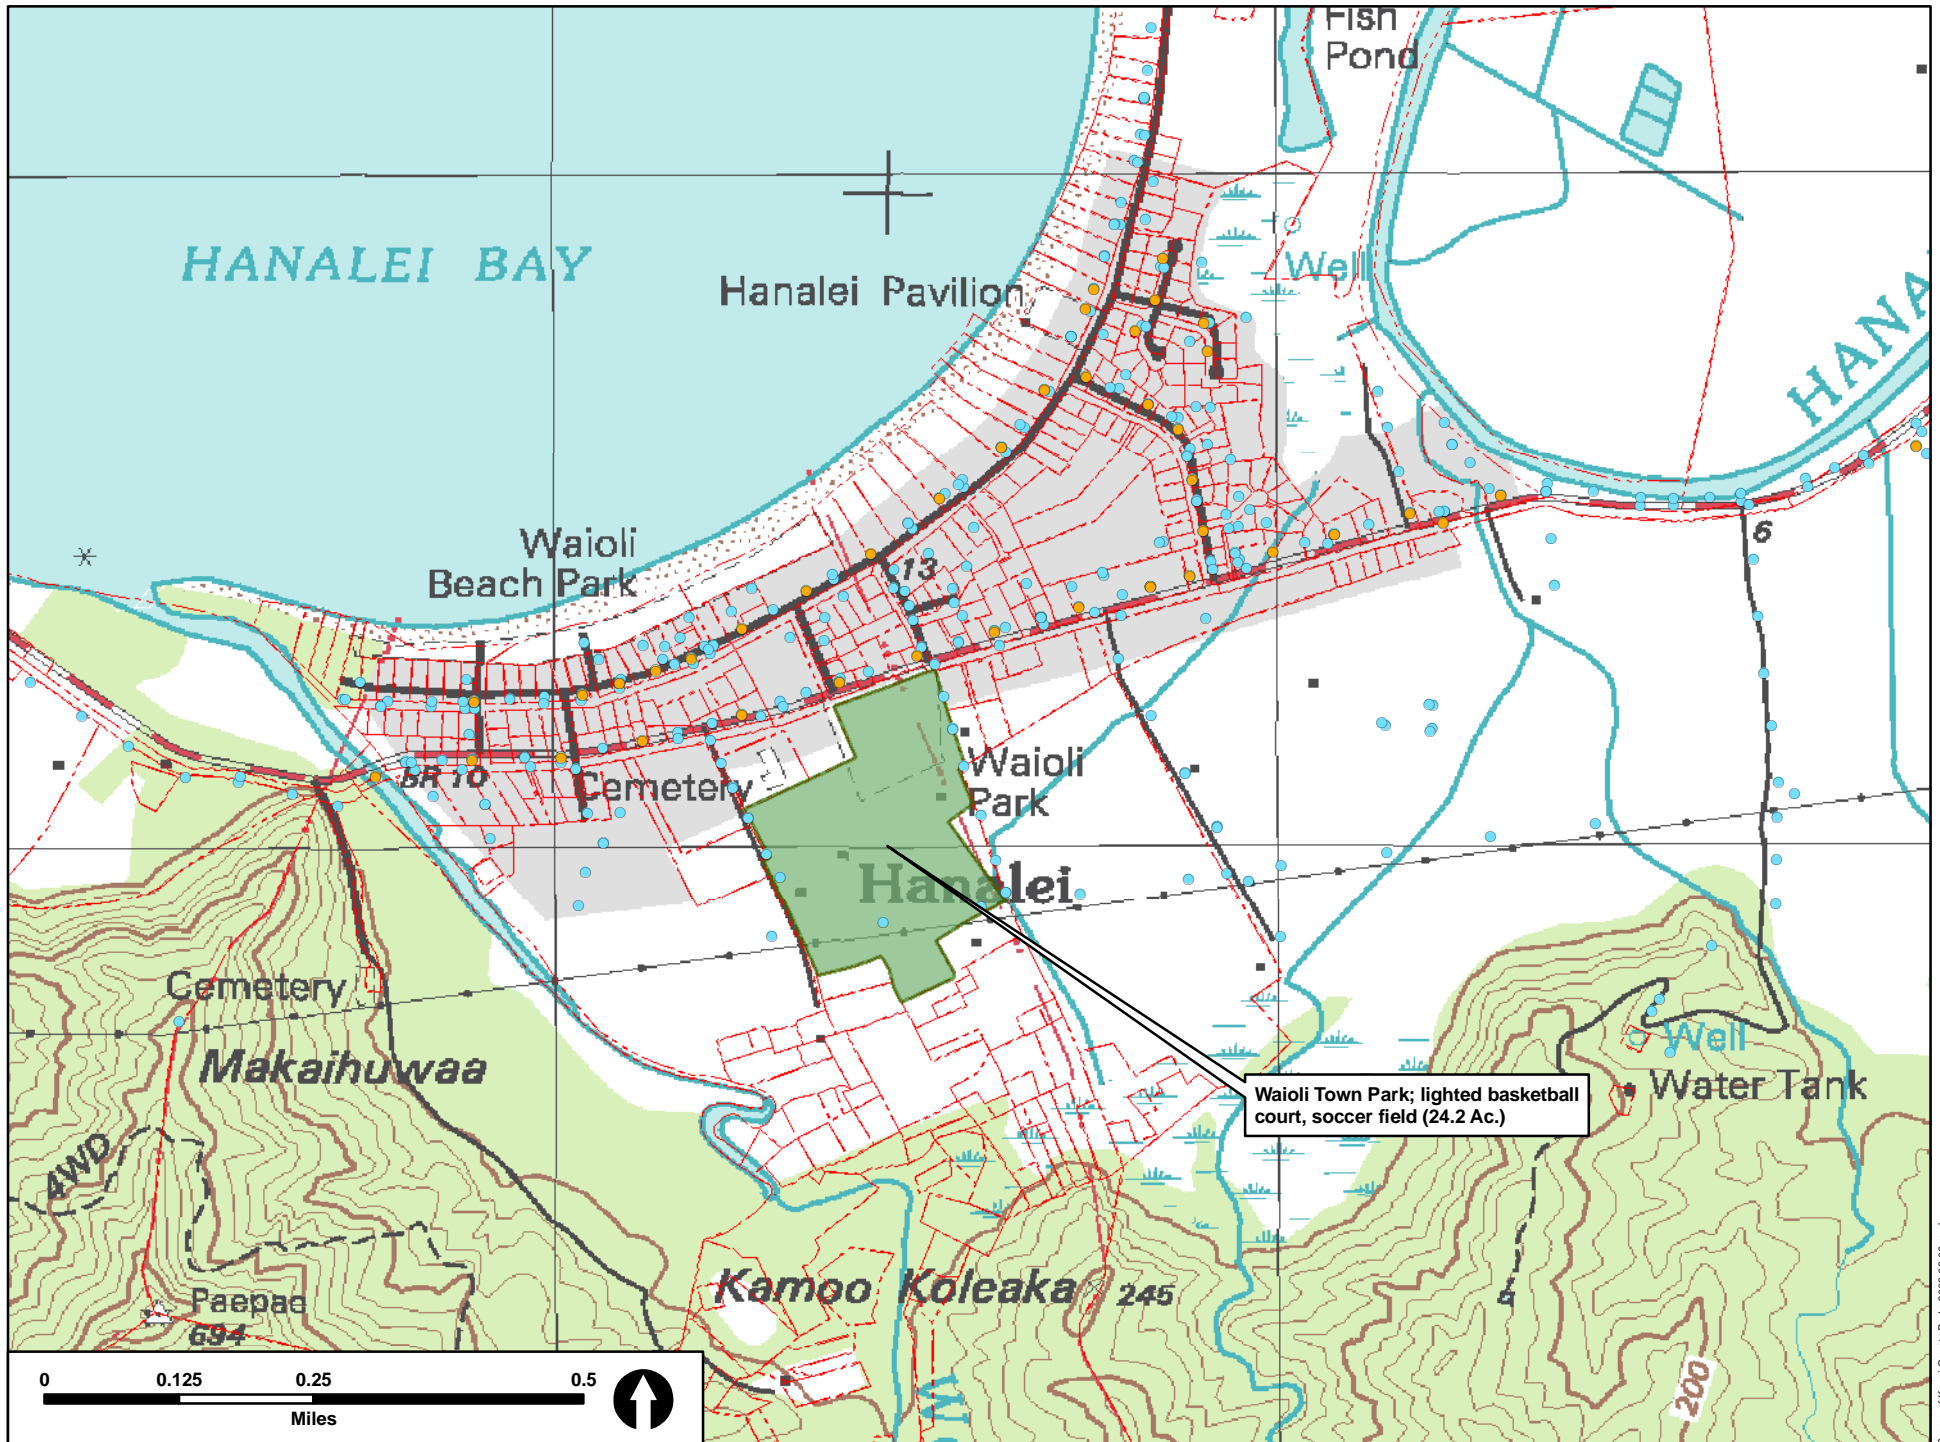 Fish
Pond
HANALEI BAY
Well
Hanalei Pavilion
HANA
Waioli
Beach Park
13
6
BR 10
Cemetery
Waioli
Park
Hanalei
Cemetery
Makaihuwaa
Well
Water Tank
Waioli Town Park; lighted basketball
court, soccer field (24.2 Ac.)
4WD
Kamoo Koleaka 245
Paepae
694
200
0 0.125 0.25 0.5
Miles